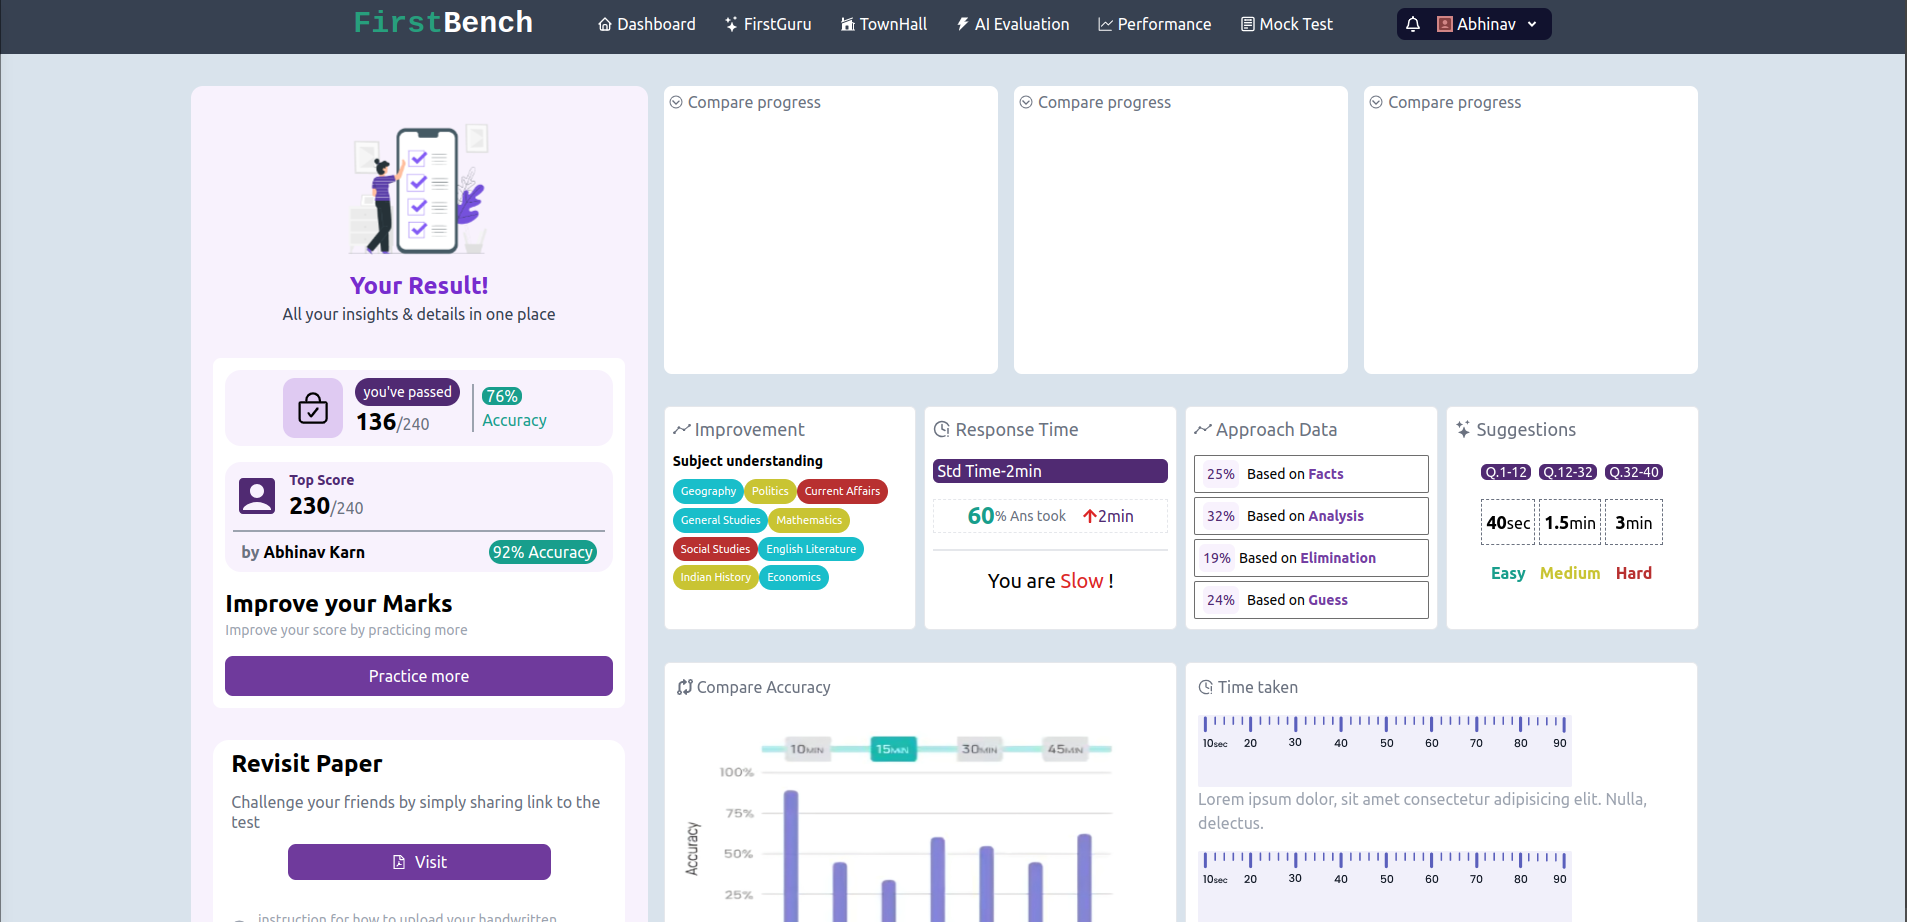 FirstBench Dashboard FirstGuru TownHall AI Evaluation Performance Mock Test Abhinav
Your Result!
All your insights & details in one place
you've passed
136/240
76%
Accuracy
Top Score
230/240
by Abhinav Karn 92% Accuracy
Improve your Marks
Improve your score by practicing more
Practice more
Revisit Paper
Challenge your friends by simply sharing link to the
test
Visit
instruction for how to upload your handwritten
Compare progress Compare progress Compare progress
Improvement
Subject understanding
Geography Politics Current Affairs
General Studies Mathematics
Social Studies English Literature
Indian History Economics
Response Time
Std Time-2min
60% Ans took 2min
You are Slow !
Approach Data
25% Based on Facts
32% Based on Analysis
19% Based on Elimination
24% Based on Guess
Suggestions
Q.1-12 Q.12-32 Q.32-40
40sec 1.5min 3min
Easy Medium Hard
Compare Accuracy
10MIN 15MIN 30MIN 45MIN
100%
75%
50%
25%
Accuracy
Time taken
10sec 20 30 40 50 60 70 80 90
Lorem ipsum dolor, sit amet consectetur adipisicing elit. Nulla,
delectus.
10sec 20 30 40 50 60 70 80 90